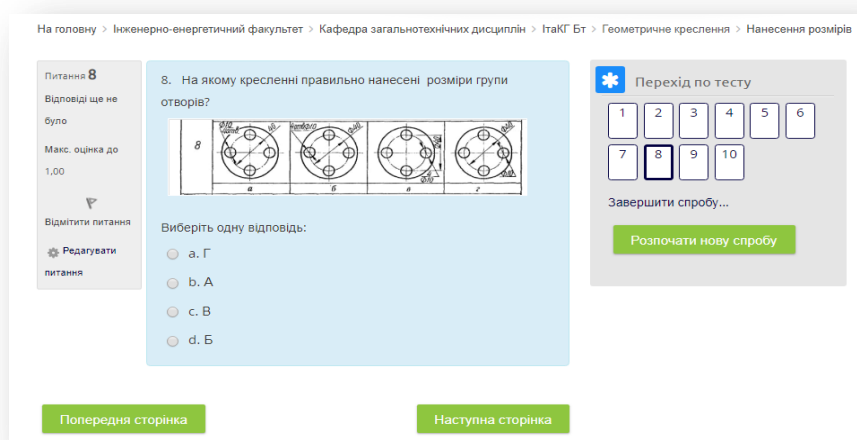 На головну > Інженерно-енергетичний факультет > Кафедра загальнотехнічних дисциплін > ІтаКГ Бт > Геометричне креслення > Нанесення розмірів
Питання 8
Відповіді ще не
було
Макс. оцінка до
1,00
Відмітити питання
Редагувати
питання
8. На якому кресленні правильно нанесені розміри групи
отворів?
8
а б в г
Виберіть одну відповідь:
a. Г
b. А
c. В
d. Б
Перехід по тесту
1 2 3 4 5 6
7 8 9 10
Завершити спробу...
Розпочати нову спробу
Попередня сторінка
Наступна сторінка